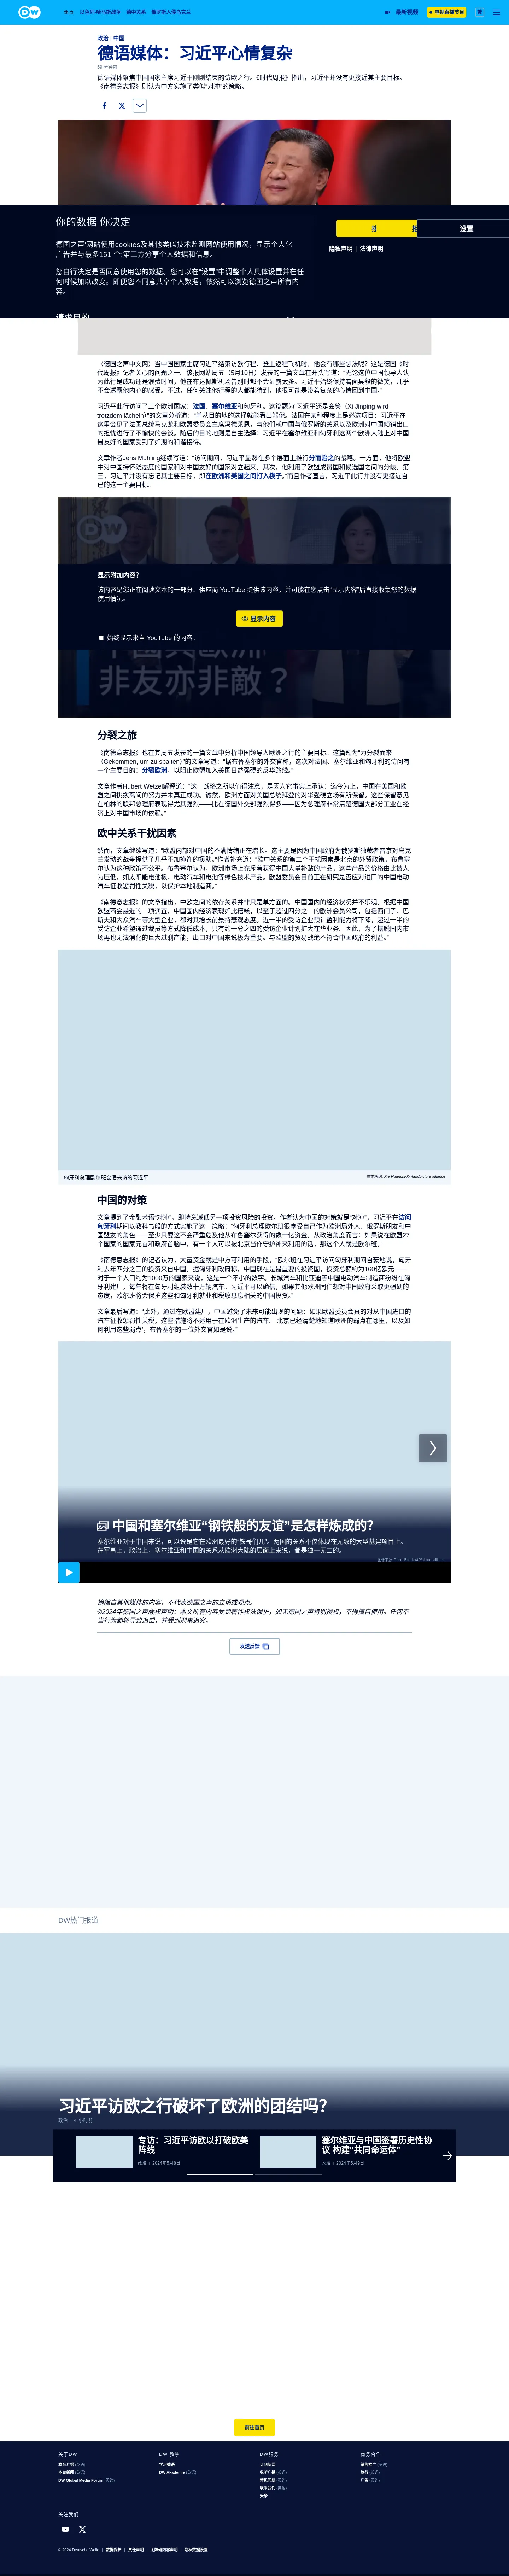 DW
焦点 以色列-哈马斯战争 德中关系 俄罗斯入侵乌克兰 最新视频 电视直播节目 繁
政治 | 中国
德语媒体：习近平心情复杂
59 分钟前
德语媒体聚焦中国国家主席习近平刚刚结束的访欧之行。《时代周报》指出，习近平并没有更接近其主要目标。
《南德意志报》则认为中方实施了类似“对冲”的策略。
你的数据 你决定
德国之声'网站使用cookies及其他类似技术监测网站使用情况，显示个人化
广告并与最多161 个;第三方分享个人数据和信息。
您自行决定是否同意使用您的数据。您可以在“设置”中调整个人具体设置并在任
何时候加以改变。即使您不同意共享个人数据，依然可以浏览德国之声所有内
容。
请求目的
设置
隐私声明 | 法律声明
（德国之声中文网）当中国国家主席习近平结束访欧行程、登上返程飞机时，他会有哪些想法呢？这是德国《时
代周报》记者关心的问题之一。该报网站周五（5月10日）发表的一篇文章在开头写道：“无论这位中国领导人认
为此行是成功还是浪费时间，他在布达佩斯机场告别时都不会显露太多。习近平始终保持着面具般的微笑，几乎
不会透露他内心的感受。不过，任何关注他行程的人都能猜到，他很可能是带着复杂的心情回到中国。”
习近平此行访问了三个欧洲国家：法国、塞尔维亚和匈牙利。这篇题为“习近平还是会笑（Xi Jinping wird
trotzdem lächeln）”的文章分析道：“单从目的地的选择就能看出端倪。法国在某种程度上是必选项目：习近平在
这里会见了法国总统马克龙和欧盟委员会主席冯德莱恩，与他们就中国与俄罗斯的关系以及欧洲对中国倾销出口
的担忧进行了不愉快的会谈。随后的目的地则是自主选择：习近平在塞尔维亚和匈牙利这两个欧洲大陆上对中国
最友好的国家受到了如期的和谐接待。”
文章作者Jens Mühling继续写道：“访问期间，习近平显然在多个层面上推行分而治之的战略。一方面，他将欧盟
中对中国持怀疑态度的国家和对中国友好的国家对立起来。其次，他利用了欧盟成员国和候选国之间的分歧。第
三，习近平并没有忘记其主要目标，即在欧洲和美国之间打入楔子。”而且作者直言，习近平此行并没有更接近自
己的这一主要目标。
显示附加内容？
该内容是您正在阅读文本的一部分。供应商 YouTube 提供该内容，并可能在您点击“显示内容”后直接收集您的数据
使用情况。
显示内容
始终显示来自 YouTube 的内容。
非友亦非敵？
分裂之旅
《南德意志报》也在其周五发表的一篇文章中分析中国领导人欧洲之行的主要目标。这篇题为“为分裂而来
（Gekommen, um zu spalten）”的文章写道：“据布鲁塞尔的外交官称，这次对法国、塞尔维亚和匈牙利的访问有
一个主要目的：分裂欧洲，以阻止欧盟加入美国日益强硬的反华路线。”
文章作者Hubert Wetzel解释道：“这一战略之所以值得注意，是因为它事实上承认：迄今为止，中国在美国和欧
盟之间挑拨离间的努力并未真正成功。诚然，欧洲方面对美国总统拜登的对华强硬立场有所保留。这些保留意见
在柏林的联邦总理府表现得尤其强烈——比在德国外交部强烈得多——因为总理府非常清楚德国大部分工业在经
济上对中国市场的依赖。”
欧中关系干扰因素
然而，文章继续写道：“欧盟内部对中国的不满情绪正在增长。这主要是因为中国政府为俄罗斯独裁者普京对乌克
兰发动的战争提供了几乎不加掩饰的援助。”作者补充道：“欧中关系的第二个干扰因素是北京的外贸政策，布鲁塞
尔认为这种政策不公平。布鲁塞尔认为，欧洲市场上充斥着获得中国大量补贴的产品，这些产品的价格由此被人
为压低，如太阳能电池板、电动汽车和电池等绿色技术产品。欧盟委员会目前正在研究是否应对进口的中国电动
汽车征收惩罚性关税，以保护本地制造商。”
《南德意志报》的文章指出，中欧之间的依存关系并非只是单方面的。中国国内的经济状况并不乐观。根据中国
欧盟商会最近的一项调查，中国国内经济表现如此糟糕，以至于超过四分之一的欧洲会员公司，包括西门子、巴
斯夫和大众汽车等大型企业，都对其增长前景持悲观态度。近一半的受访企业预计盈利能力将下降，超过一半的
受访企业希望通过裁员等方式降低成本，只有约十分之四的受访企业计划扩大在华业务。因此，为了摆脱国内市
场再也无法消化的巨大过剩产能，出口对中国来说极为重要。与欧盟的贸易战绝不符合中国政府的利益。”
匈牙利总理欧尔班会晤来访的习近平
图像来源: Xie Huanchi/Xinhua/picture alliance
中国的对策
文章提到了金融术语“对冲”，即特意减低另一项投资风险的投资。作者认为中国的对策就是“对冲”，习近平在访问
匈牙利期间以教科书般的方式实施了这一策略：“匈牙利总理欧尔班很享受自己作为欧洲局外人、俄罗斯朋友和中
国盟友的角色——至少只要这不会严重危及他从布鲁塞尔获得的数十亿资金。从政治角度而言：如果说在欧盟27
个国家的国家元首和政府首脑中，有一个人可以被北京当作守护神来利用的话，那这个人就是欧尔班。”
《南德意志报》的记者认为，大量资金就是中方可利用的手段，“欧尔班在习近平访问匈牙利期间自豪地说，匈牙
利去年四分之三的投资来自中国。据匈牙利政府称，中国现在是最重要的投资国，投资总额约为160亿欧元——
对于一个人口约为1000万的国家来说，这是一个不小的数字。长城汽车和比亚迪等中国电动汽车制造商纷纷在匈
牙利建厂，每年将在匈牙利组装数十万辆汽车。习近平可以确信，如果其他欧洲同仁想对中国政府采取更强硬的
态度，欧尔班将会保护这些和匈牙利就业和税收息息相关的中国投资。”
文章最后写道：“此外，通过在欧盟建厂，中国避免了未来可能出现的问题：如果欧盟委员会真的对从中国进口的
汽车征收惩罚性关税，这些措施将不适用于在欧洲生产的汽车。‘北京已经清楚地知道欧洲的弱点在哪里，以及如
何利用这些弱点’，布鲁塞尔的一位外交官如是说。”
中国和塞尔维亚“钢铁般的友谊”是怎样炼成的？
塞尔维亚对于中国来说，可以说是它在欧洲最好的“铁哥们儿”。两国的关系不仅体现在无数的大型基建项目上。
在军事上，政治上，塞尔维亚和中国的关系从欧洲大陆的层面上来说，都是独一无二的。
摘编自其他媒体的内容，不代表德国之声的立场或观点。
©2024年德国之声版权声明：本文所有内容受到著作权法保护，如无德国之声特别授权，不得擅自使用。任何不
当行为都将导致追偿，并受到刑事追究。
发送反馈
DW热门报道
习近平访欧之行破坏了欧洲的团结吗？
政治 | 4 小时前
专访：习近平访欧以打破欧美
阵线
政治 | 2024年5月8日
塞尔维亚与中国签署历史性协
议 构建“共同命运体”
政治 | 2024年5月9日
前往首页
关于DW
本台介绍 (英语)
本台新闻 (英语)
DW Global Media Forum (英语)
DW 教学
学习德语
DW Akademie (英语)
DW服务
订阅新闻
收听广播 (英语)
常见问题 (英语)
联系我们 (英语)
头条
商务合作
营销推广 (英语)
旅行 (英语)
广告 (英语)
关注我们
© 2024 Deutsche Welle | 数据保护 | 责任声明 | 无障碍内容声明 | 隐私数据设置